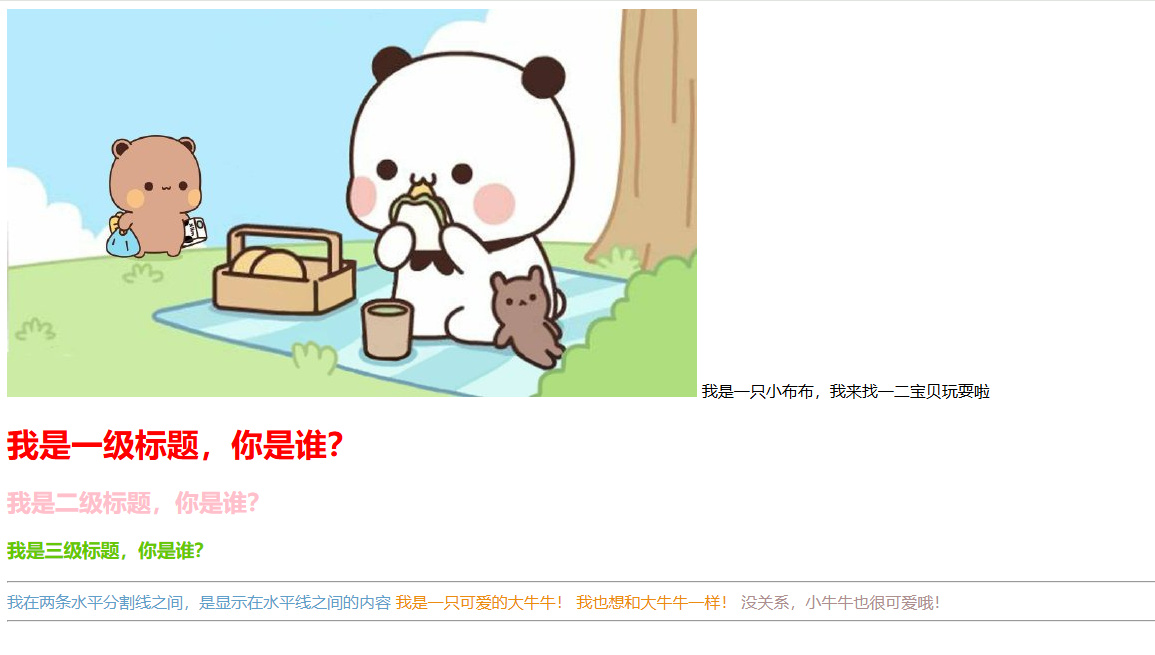 我是一只小布布，我来找一二宝贝玩耍啦
我是一级标题，你是谁？
我是二级标题，你是谁？
我是三级标题，你是谁？
我在两条水平分割线之间，是显示在水平线之间的内容 我是一只可爱的大牛牛！ 我也想和大牛牛一样！ 没关系，小牛牛也很可爱哦！